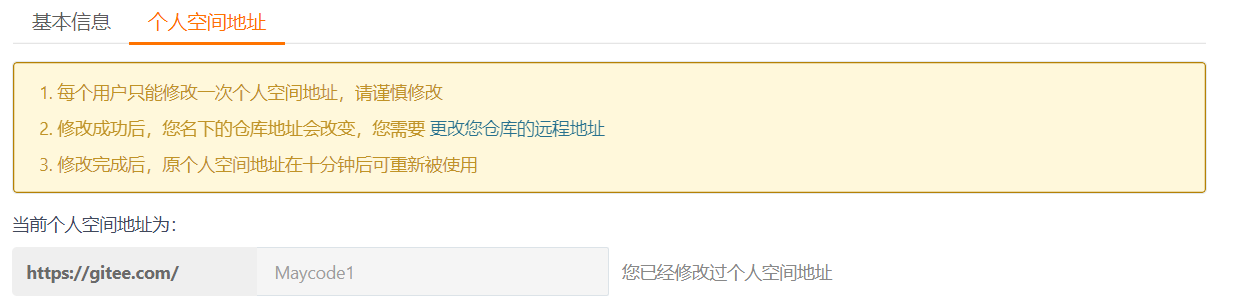 基本信息 个人空间地址
1. 每个用户只能修改一次个人空间地址，请谨慎修改
2. 修改成功后，您名下的仓库地址会改变，您需要 更改您仓库的远程地址
3. 修改完成后，原个人空间地址在十分钟后可重新被使用
当前个人空间地址为：
https://gitee.com/ Maycode1 您已经修改过个人空间地址